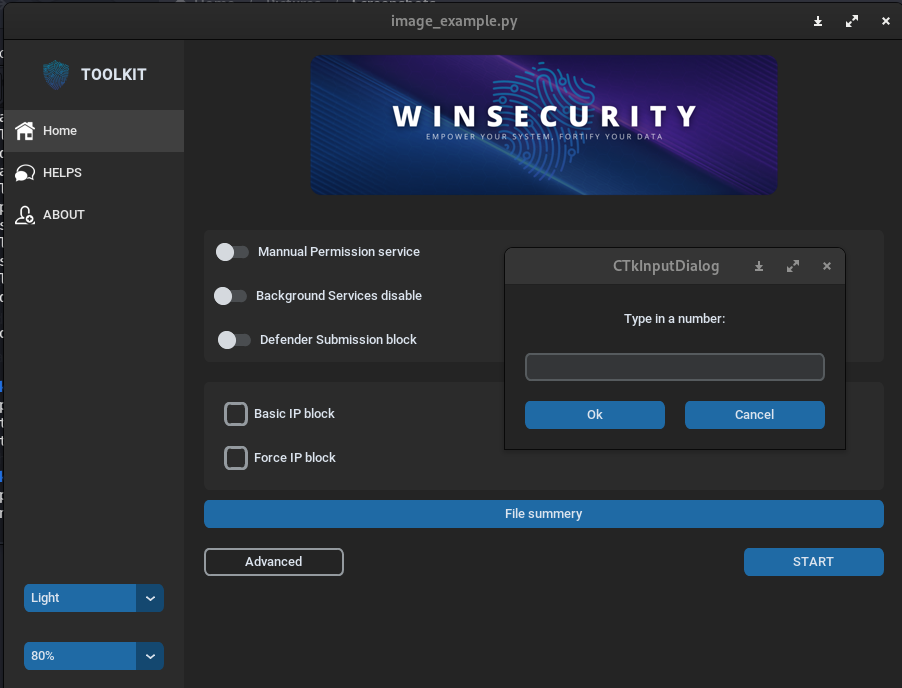 image_example.py
TOOLKIT
Home
HELPS
ABOUT
WINSECURITY
EMPOWER YOUR SYSTEM, FORTIFY YOUR DATA
Mannual Permission service
Background Services disable
Defender Submission block
CTkInputDialog
Type in a number:
Ok
Cancel
Basic IP block
Force IP block
File summery
Advanced
START
Light
80%